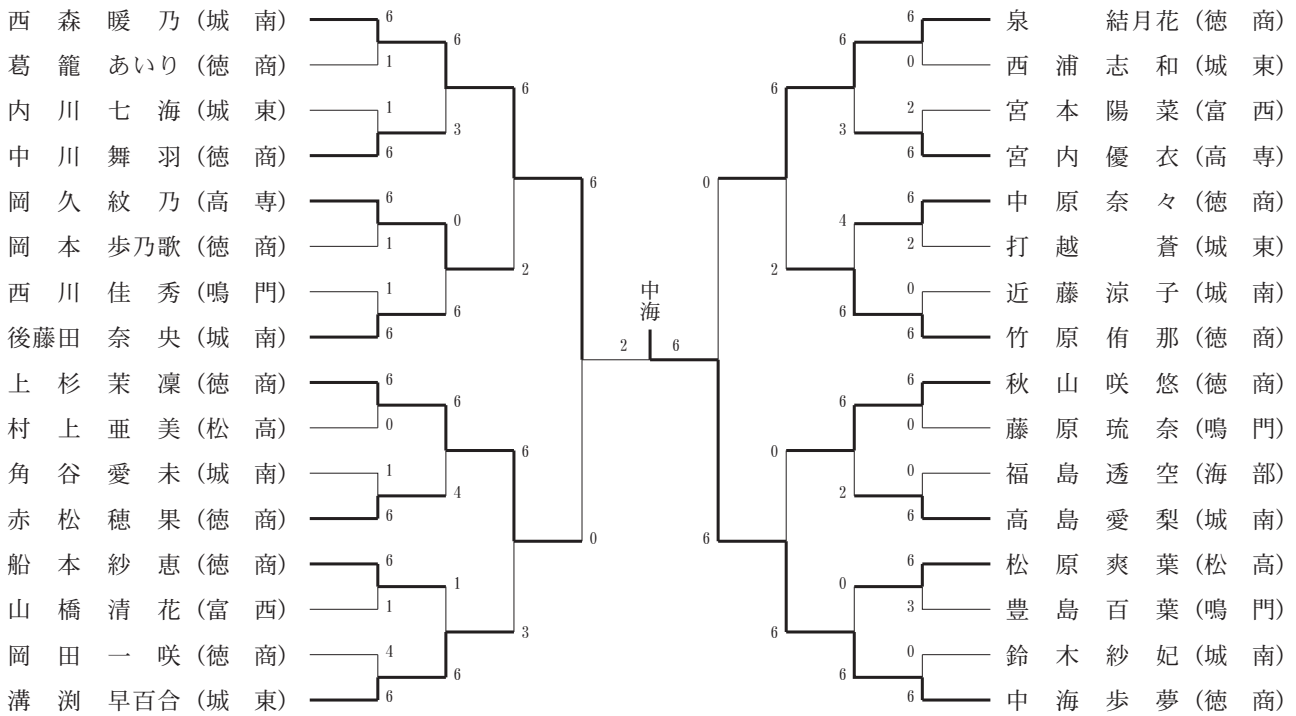 西 森 暖 乃 (城 南)
葛 籠 あいり (徳 商)
内 川 七 海 (城 東)
中 川 舞 羽 (徳 商)
岡 久 紋 乃 (高 専)
岡 本 歩乃歌 (徳 商)
西 川 佳 秀 (鳴 門)
後藤田 奈 央 (城 南)
上 杉 茉 凜 (徳 商)
村 上 亜 美 (松 高)
角 谷 愛 未 (城 南)
赤 松 穂 果 (徳 商)
船 本 紗 恵 (徳 商)
山 橋 清 花 (富 西)
岡 田 一 咲 (徳 商)
溝 渕 早百合 (城 東)
6
1
1
6
6
1
1
6
6
0
1
6
6
1
4
6
6
3
0
6
6
4
1
6
6
2
6
3
6
0
2
中海
6
0
6
6
2
0
6
6
3
4
6
6
2
0
6
6
0
2
6
6
2
0
6
6
0
0
6
6
3
0
6
泉 結月花 (徳 商)
西 浦 志 和 (城 東)
宮 本 陽 菜 (富 西)
宮 内 優 衣 (高 専)
中 原 奈 々 (徳 商)
打 越 蒼 (城 東)
近 藤 涼 子 (城 南)
竹 原 侑 那 (徳 商)
秋 山 咲 悠 (徳 商)
藤 原 琉 奈 (鳴 門)
福 島 透 空 (海 部)
高 島 愛 梨 (城 南)
松 原 爽 葉 (松 高)
豊 島 百 葉 (鳴 門)
鈴 木 紗 妃 (城 南)
中 海 歩 夢 (徳 商)